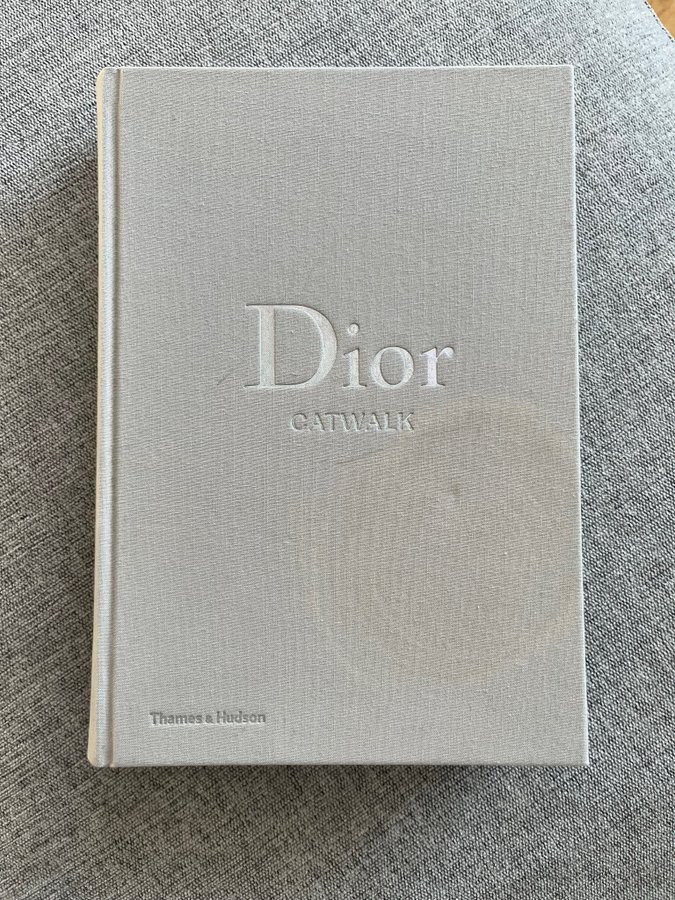 Dior
CATWALK
Thames & Hudson